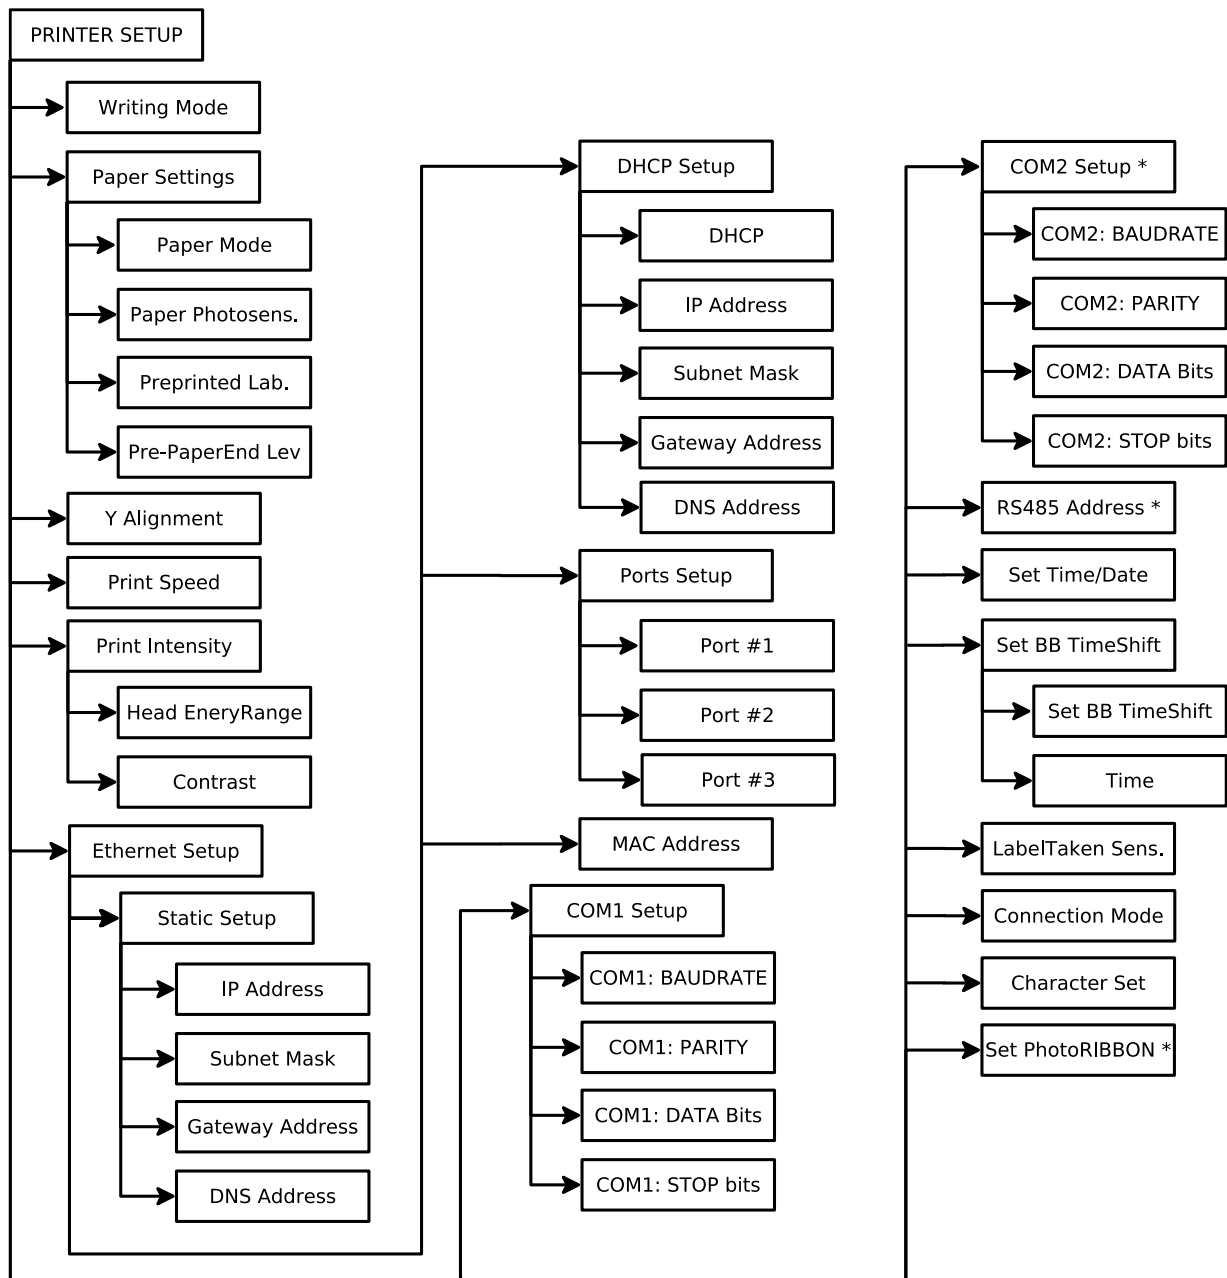 PRINTER SETUP
Writing Mode
Paper Settings
Paper Mode
Paper Photosens.
Preprinted Lab.
Pre-PaperEnd Lev
Y Alignment
Print Speed
Print Intensity
Head EneryRange
Contrast
Ethernet Setup
Static Setup
IP Address
Subnet Mask
Gateway Address
DNS Address
DHCP Setup
DHCP
IP Address
Subnet Mask
Gateway Address
DNS Address
Ports Setup
Port #1
Port #2
Port #3
MAC Address
COM1 Setup
COM1: BAUDRATE
COM1: PARITY
COM1: DATA Bits
COM1: STOP bits
COM2 Setup *
COM2: BAUDRATE
COM2: PARITY
COM2: DATA Bits
COM2: STOP bits
RS485 Address *
Set Time/Date
Set BB TimeShift
Set BB TimeShift
Time
LabelTaken Sens.
Connection Mode
Character Set
Set PhotoRIBBON *